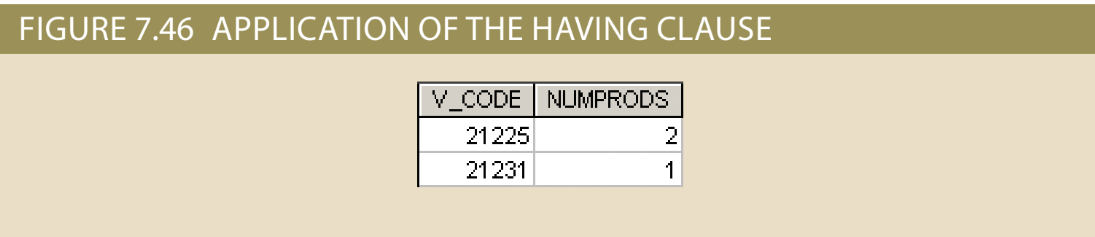 FIGURE 7.46 APPLICATION OF THE HAVING CLAUSE
V_CODE NUMPRODS
21225 2
21231 1